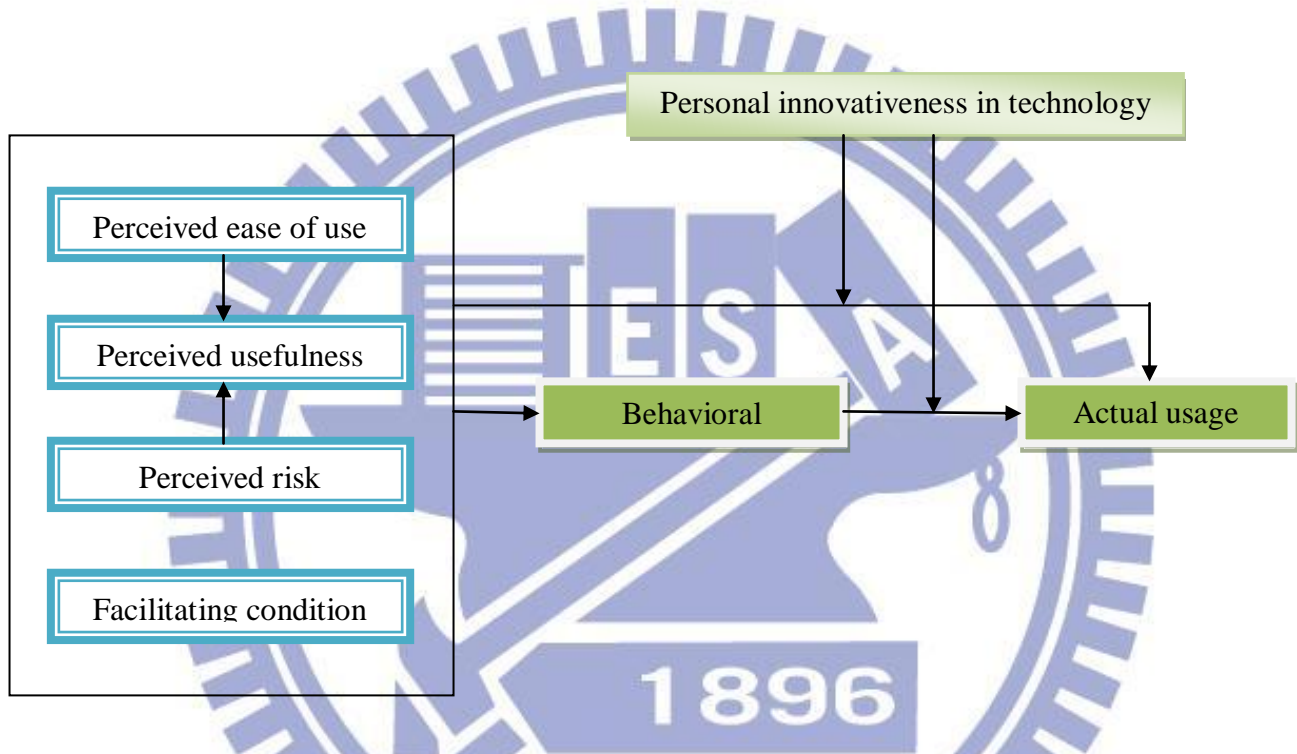 Personal innovativeness in technology
Perceived ease of use
Perceived usefulness
Perceived risk
Facilitating condition
Behavioral
Actual usage
E S A
1896